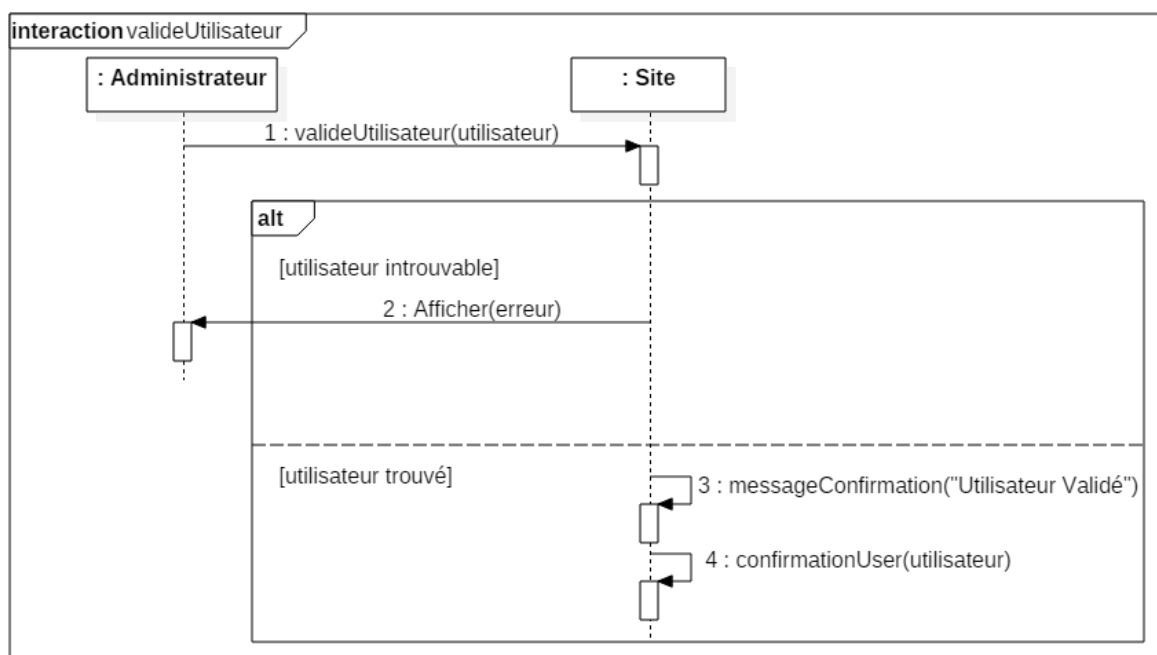 interaction valideUtilisateur
: Administrateur
: Site
1 : valideUtilisateur(utilisateur)
alt
[utilisateur introuvable]
2 : Afficher(erreur)
[utilisateur trouvé]
3 : messageConfirmation("Utilisateur Validé")
4 : confirmationUser(utilisateur)